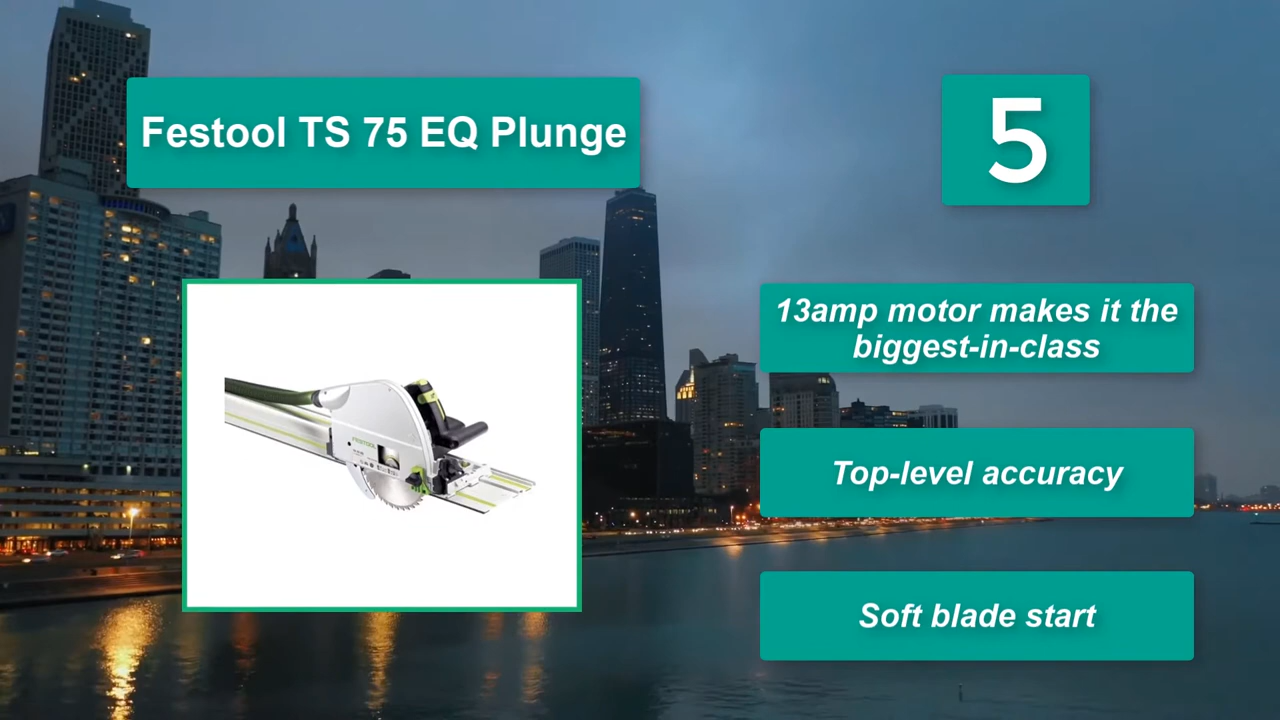 Festool TS 75 EQ Plunge
5
13amp motor makes it the
biggest-in-class
Top-level accuracy
Soft blade start
FESTOOL